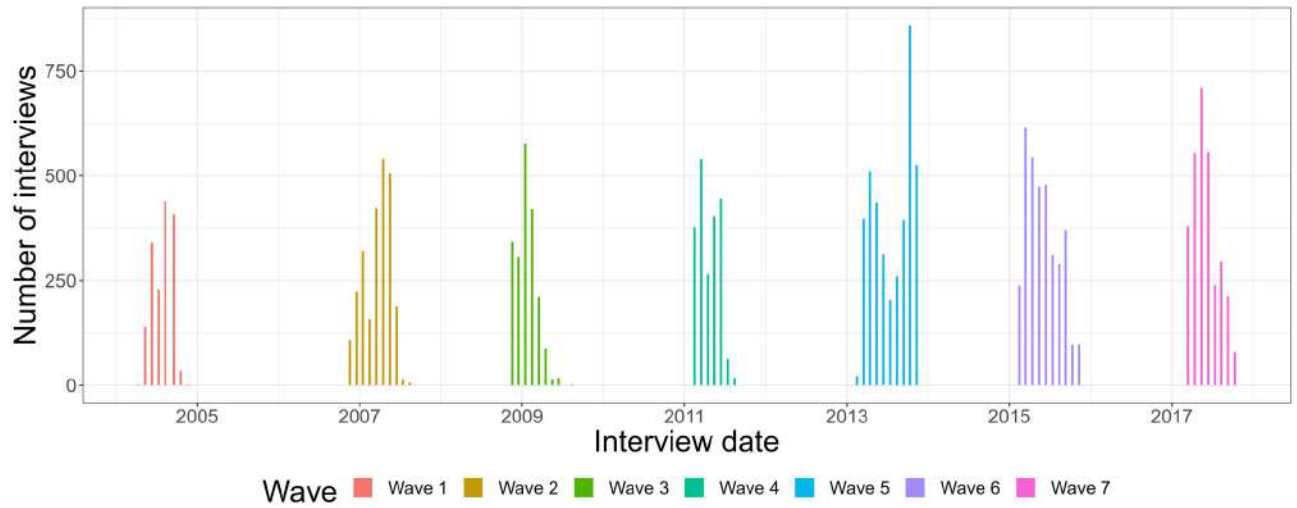 Number of interviews
750
500
250
0
2005 2007 2009 2011 2013 2015 2017
Interview date
Wave Wave 1 Wave 2 Wave 3 Wave 4 Wave 5 Wave 6 Wave 7